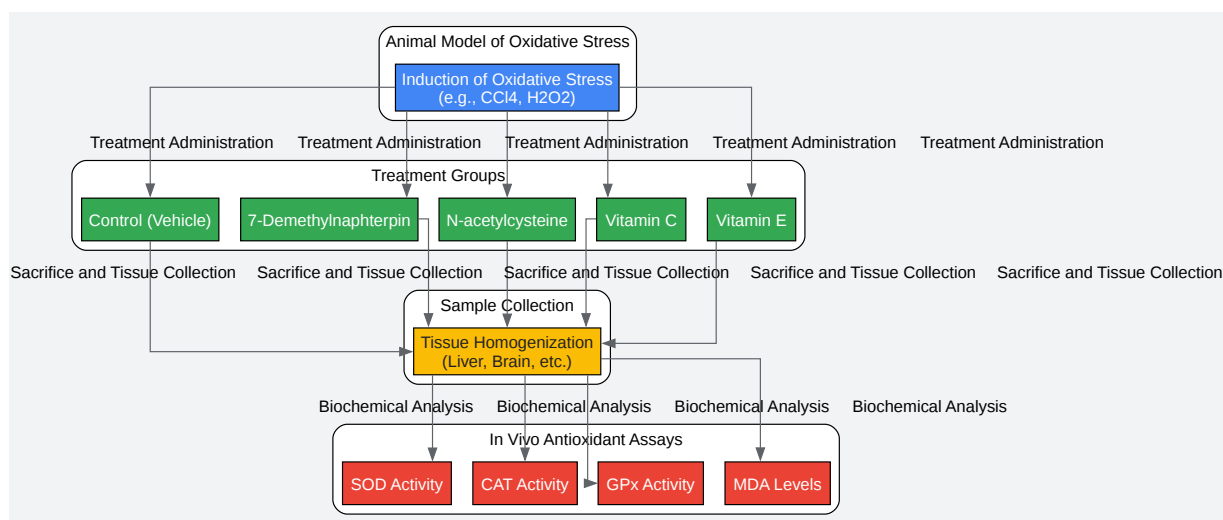 Animal Model of Oxidative Stress
Induction of Oxidative Stress
(e.g., CCl4, H2O2)
Treatment Administration Treatment Administration Treatment Administration Treatment Administration Treatment Administration
Treatment Groups
Control (Vehicle) 7-Demethylnaphterpin N-acetylcysteine Vitamin C Vitamin E
Sacrifice and Tissue Collection Sacrifice and Tissue Collection Sacrifice and Tissue Collection Sacrifice and Tissue Collection Sacrifice and Tissue Collection
Sample Collection
Tissue Homogenization
(Liver, Brain, etc.)
Biochemical Analysis Biochemical Analysis Biochemical Analysis Biochemical Analysis
In Vivo Antioxidant Assays
SOD Activity CAT Activity GPx Activity MDA Levels